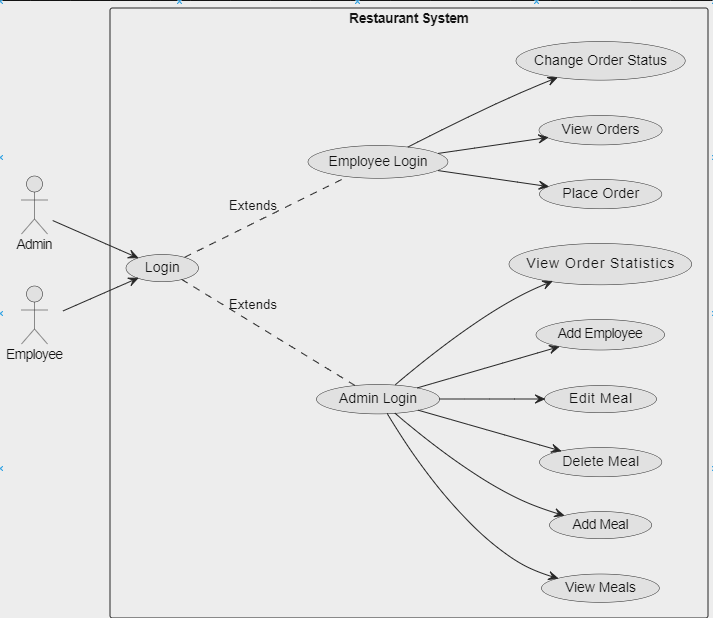 Restaurant System
Change Order Status
View Orders
Employee Login
Place Order
Extends
Admin
Login
View Order Statistics
Extends
Add Employee
Employee
Admin Login
Edit Meal
Delete Meal
Add Meal
View Meals